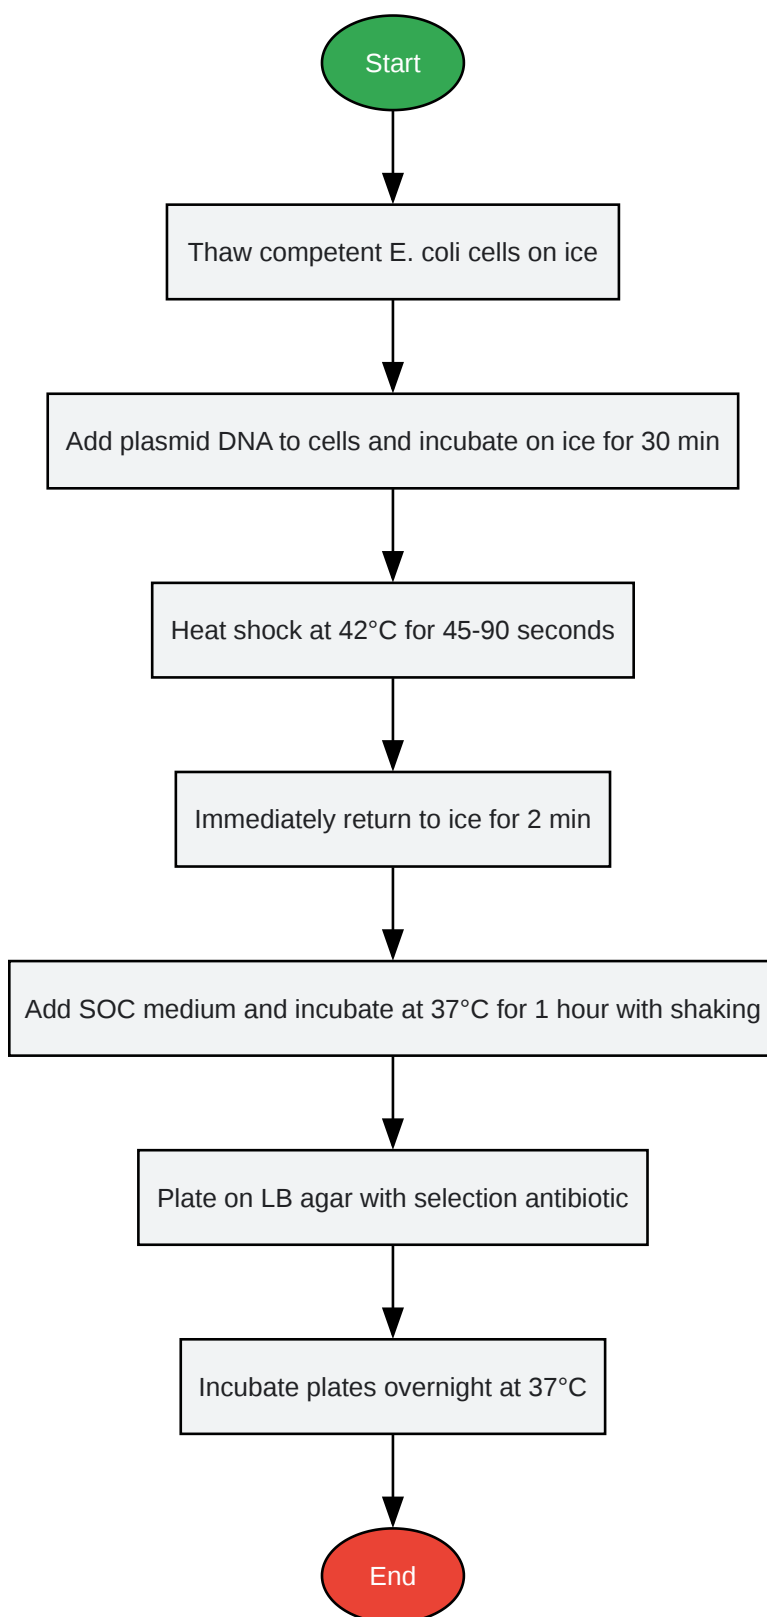 Start
Thaw competent E. coli cells on ice
Add plasmid DNA to cells and incubate on ice for 30 min
Heat shock at 42°C for 45-90 seconds
Immediately return to ice for 2 min
Add SOC medium and incubate at 37°C for 1 hour with shaking
Plate on LB agar with selection antibiotic
Incubate plates overnight at 37°C
End